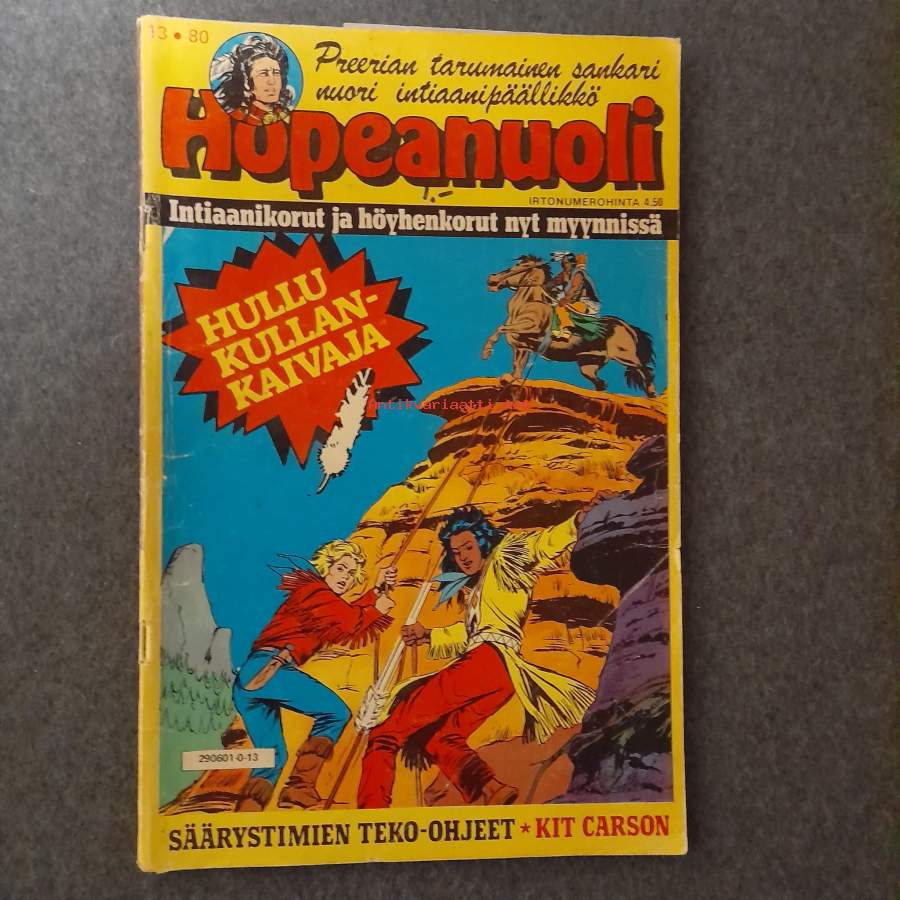 13 • 80
Preerian tarumainen sankari
nuori intiaanipäällikkö
Hopeanuoli
IRTONUMEROHINTA 4.50
Intiaanikorut ja höyhenkorut nyt myynnissä
HULLU
KULLAN-
KAIVAJA
290601-0-13
SÄÄRYSTIMIEN TEKO-OHJEET * KIT CARSON